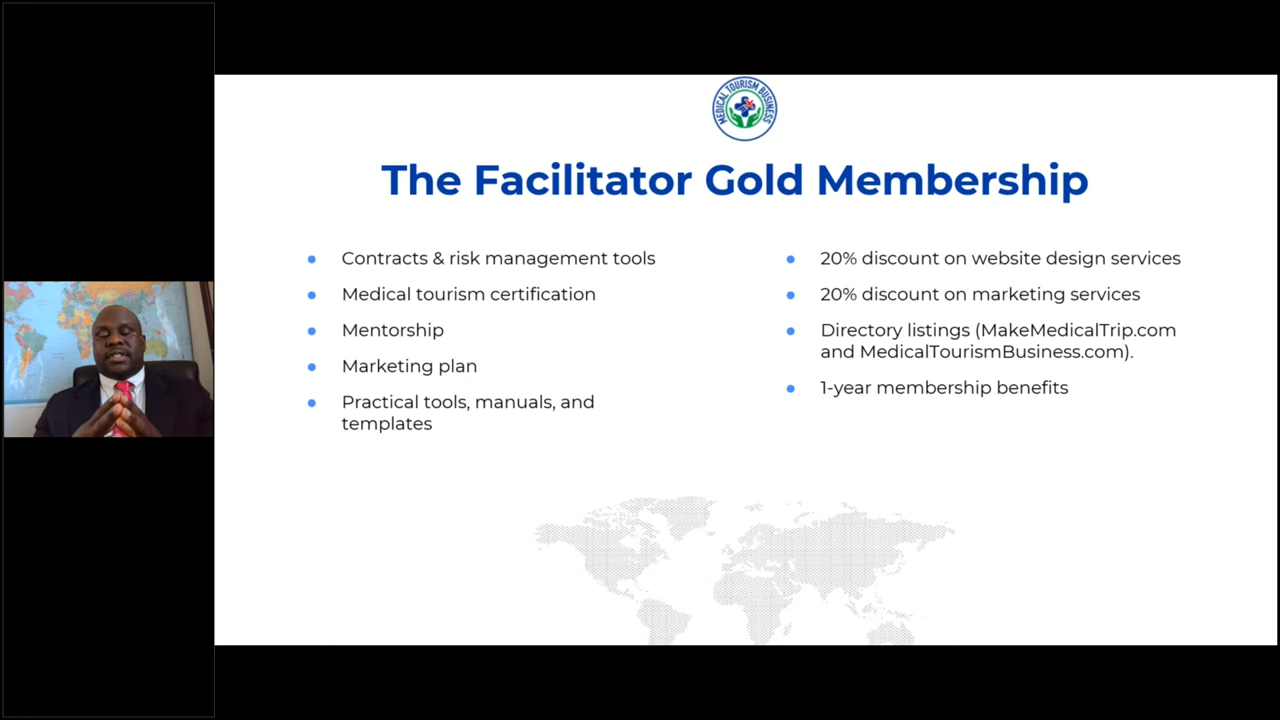 MEDICAL TOURISM BUSINESS
The Facilitator Gold Membership
Contracts & risk management tools
Medical tourism certification
Mentorship
Marketing plan
Practical tools, manuals, and
templates
20% discount on website design services
20% discount on marketing services
Directory listings (MakeMedicalTrip.com
and MedicalTourismBusiness.com).
1-year membership benefits